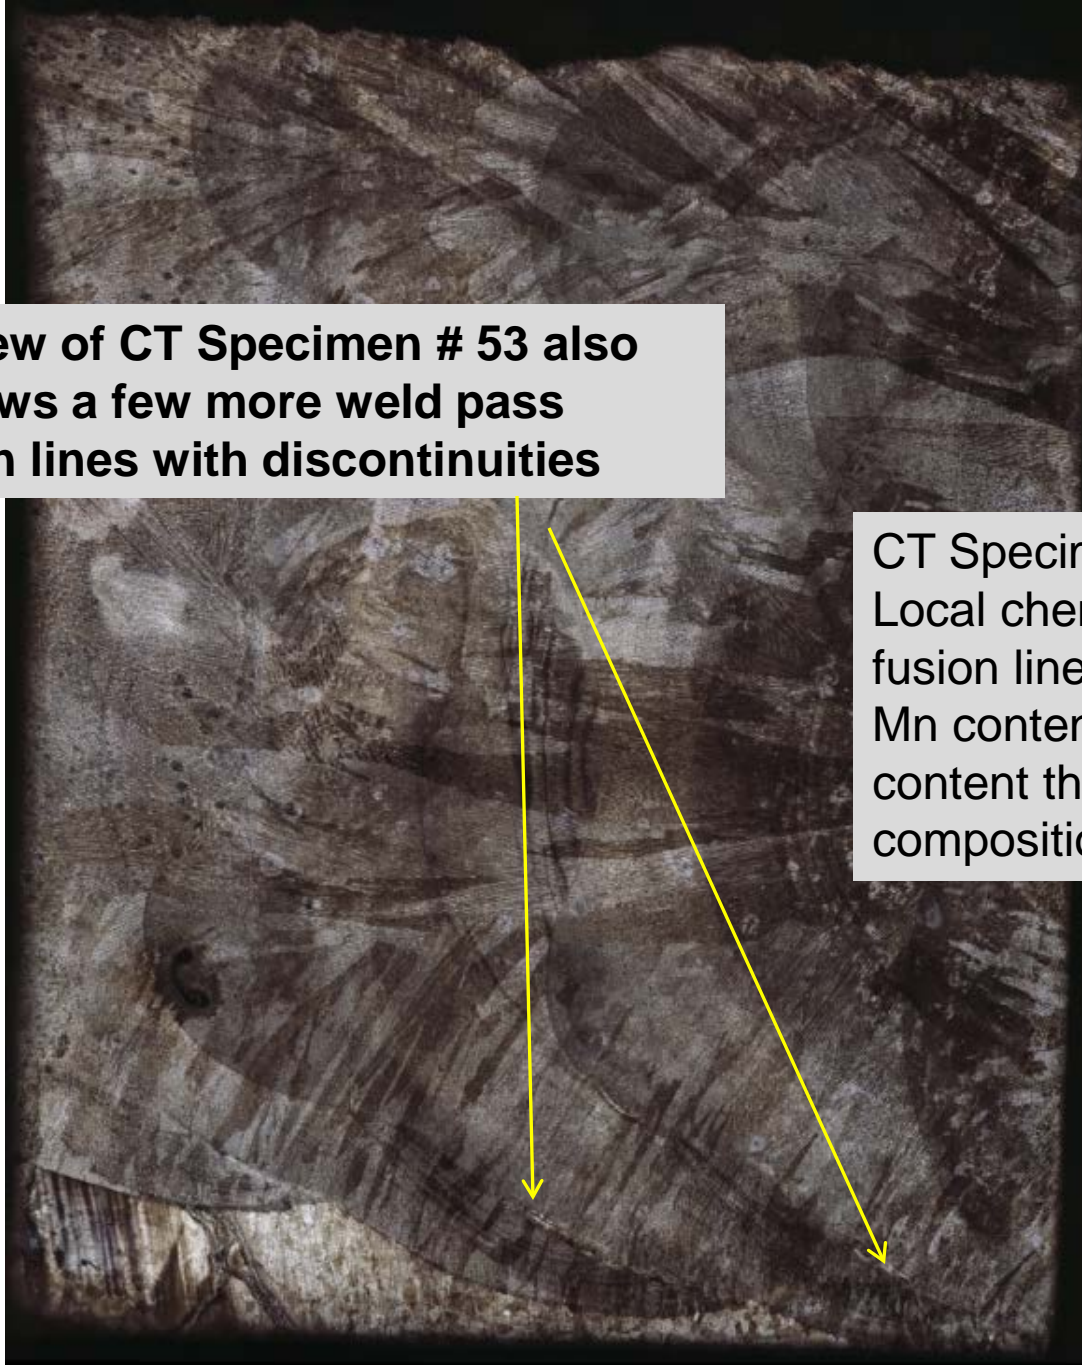 ew of CT Specimen # 53 also
ws a few more weld pass
n lines with discontinuities
CT Specin
Local cher
fusion line
Mn conter
content th
compositio